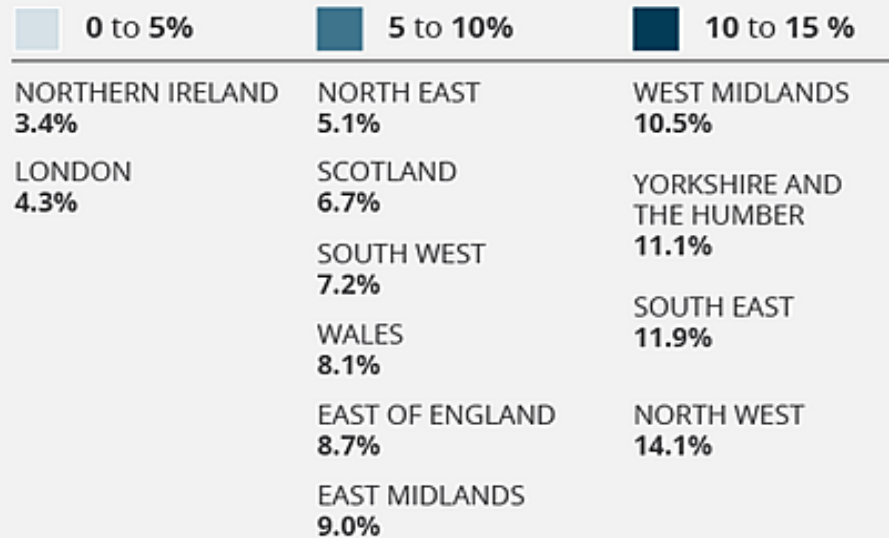 0 to 5%
5 to 10%
10 to 15 %
NORTHERN IRELAND
3.4%
LONDON
4.3%
NORTH EAST
5.1%
SCOTLAND
6.7%
SOUTH WEST
7.2%
WALES
8.1%
EAST OF ENGLAND
8.7%
EAST MIDLANDS
9.0%
WEST MIDLANDS
10.5%
YORKSHIRE AND
THE HUMBER
11.1%
SOUTH EAST
11.9%
NORTH WEST
14.1%